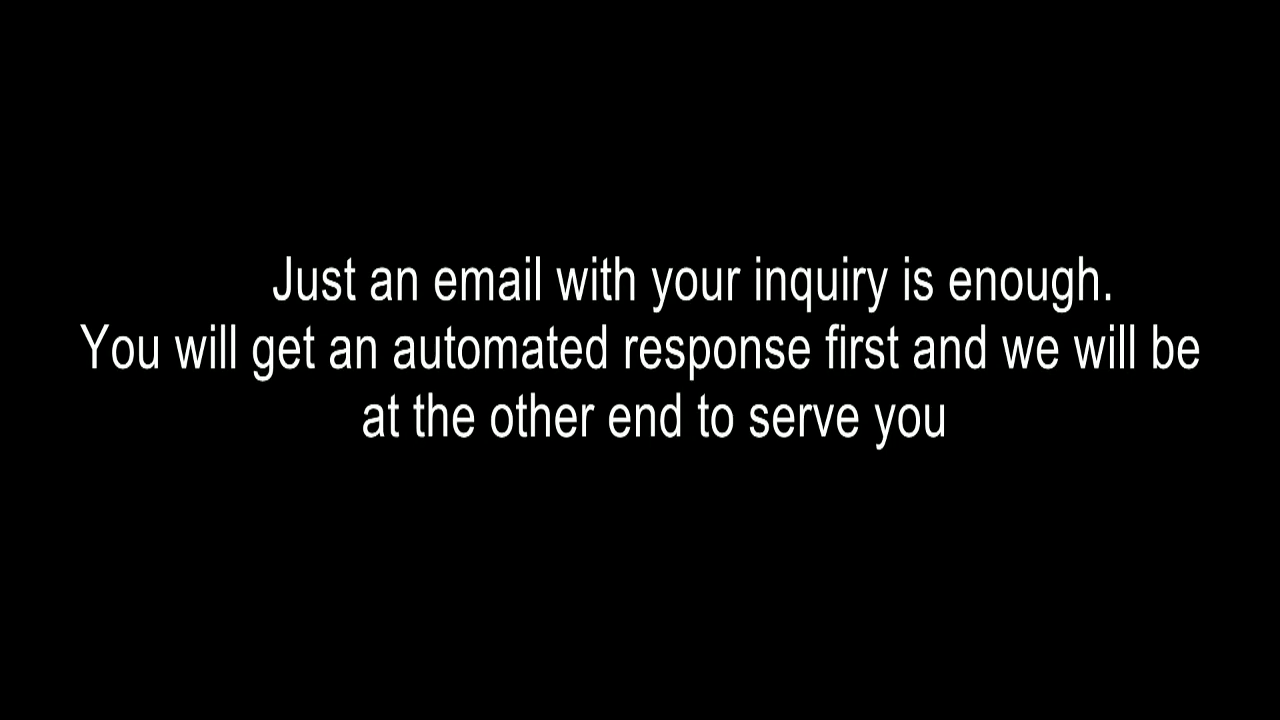 Just an email with your inquiry is enough.
You will get an automated response first and we will be
at the other end to serve you